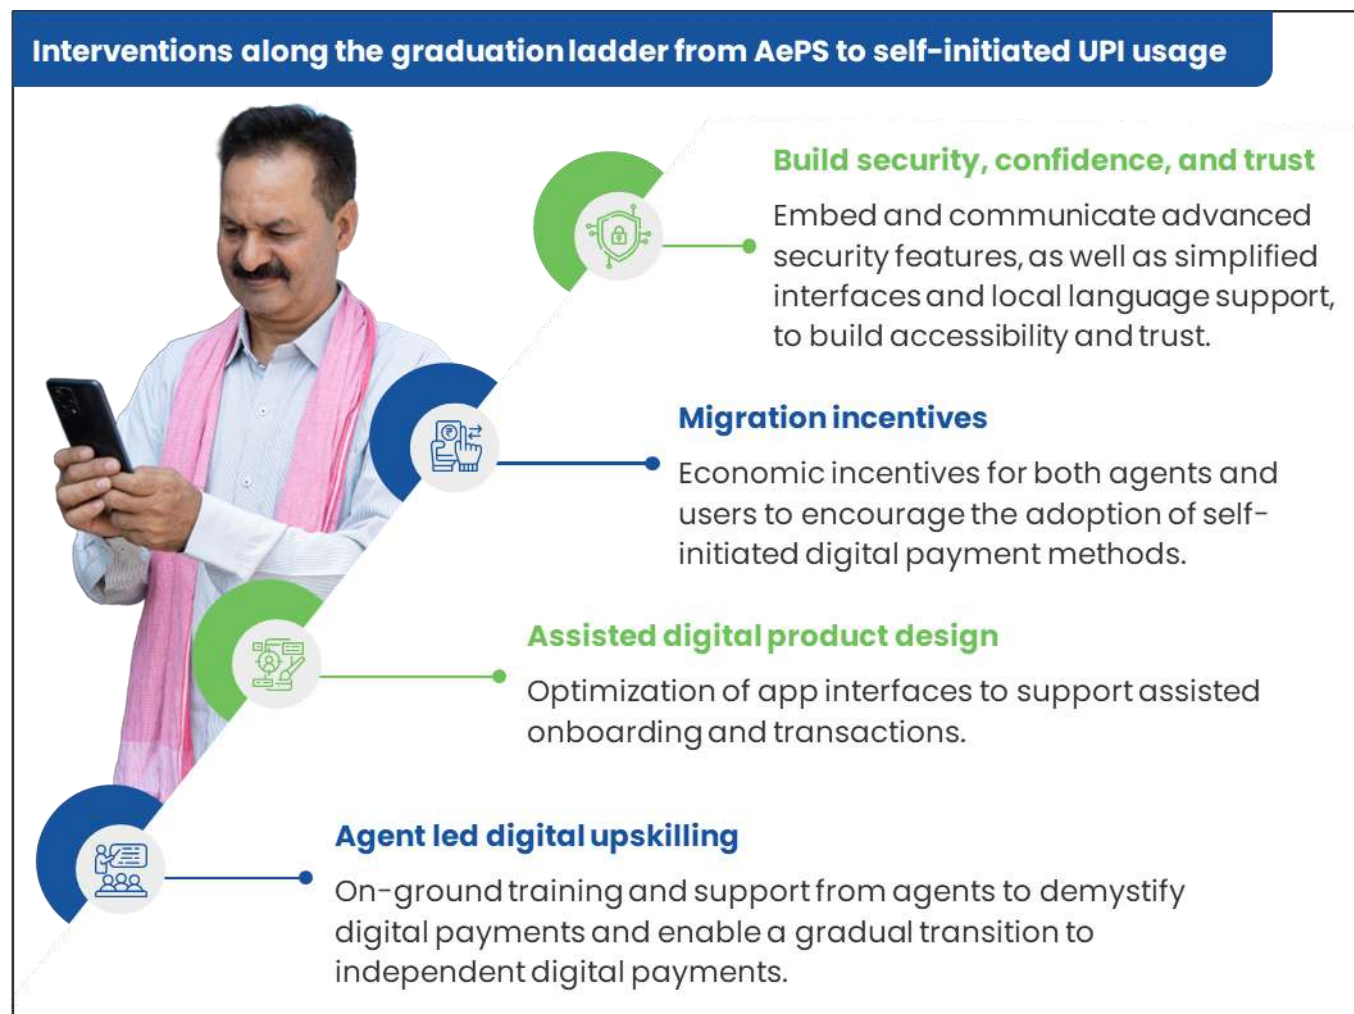 Interventions along the graduation ladder from AePS to self-initiated UPI usage
Build security, confidence, and trust
Embed and communicate advanced
security features, as well as simplified
interfaces and local language support,
to build accessibility and trust.
Migration incentives
Economic incentives for both agents and
users to encourage the adoption of self-
initiated digital payment methods.
Assisted digital product design
Optimization of app interfaces to support assisted
onboarding and transactions.
Agent led digital upskilling
On-ground training and support from agents to demystify
digital payments and enable a gradual transition to
independent digital payments.